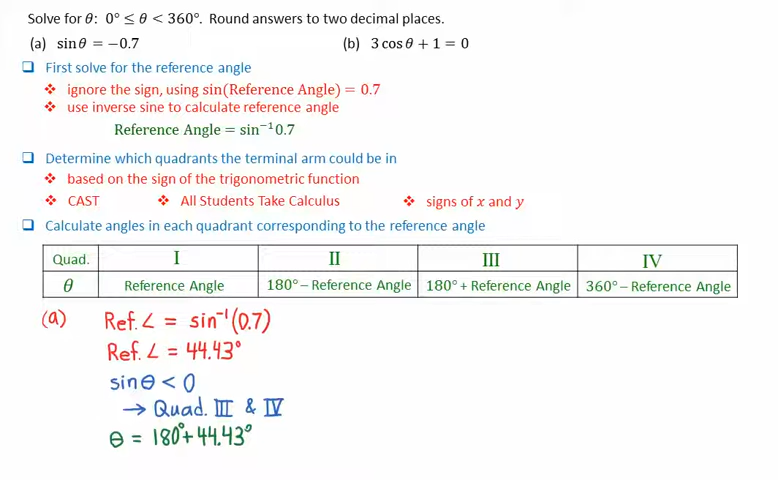 Solve for θ: 0° ≤ θ < 360°. Round answers to two decimal places.
(a) sin θ = −0.7 (b) 3 cos θ + 1 = 0
❑ First solve for the reference angle
❖ ignore the sign, using sin(Reference Angle) = 0.7
❖ use inverse sine to calculate reference angle
Reference Angle = sin⁻¹0.7
❑ Determine which quadrants the terminal arm could be in
❖ based on the sign of the trigonometric function
❖ CAST ❖ All Students Take Calculus ❖ signs of x and y
❑ Calculate angles in each quadrant corresponding to the reference angle
Quad. I II III IV
θ Reference Angle 180° − Reference Angle 180° + Reference Angle 360° − Reference Angle
(a) Ref. ∠ = sin⁻¹(0.7)
Ref. ∠ = 44.43°
sin θ < 0
→ Quad. III & IV
θ = 180° + 44.43°